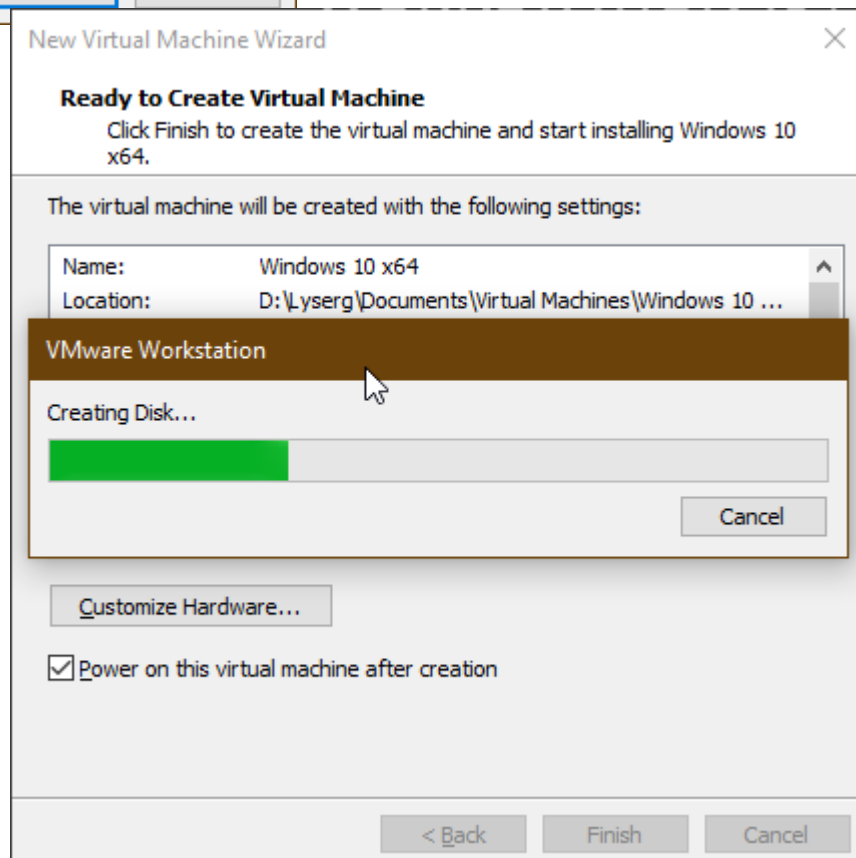 New Virtual Machine Wizard
Ready to Create Virtual Machine
Click Finish to create the virtual machine and start installing Windows 10
x64.
The virtual machine will be created with the following settings:
Name: Windows 10 x64
Location: D:\Lyserg\Documents\Virtual Machines\Windows 10 ...
VMware Workstation
Creating Disk...
Cancel
Customize Hardware...
Power on this virtual machine after creation
< Back Finish Cancel